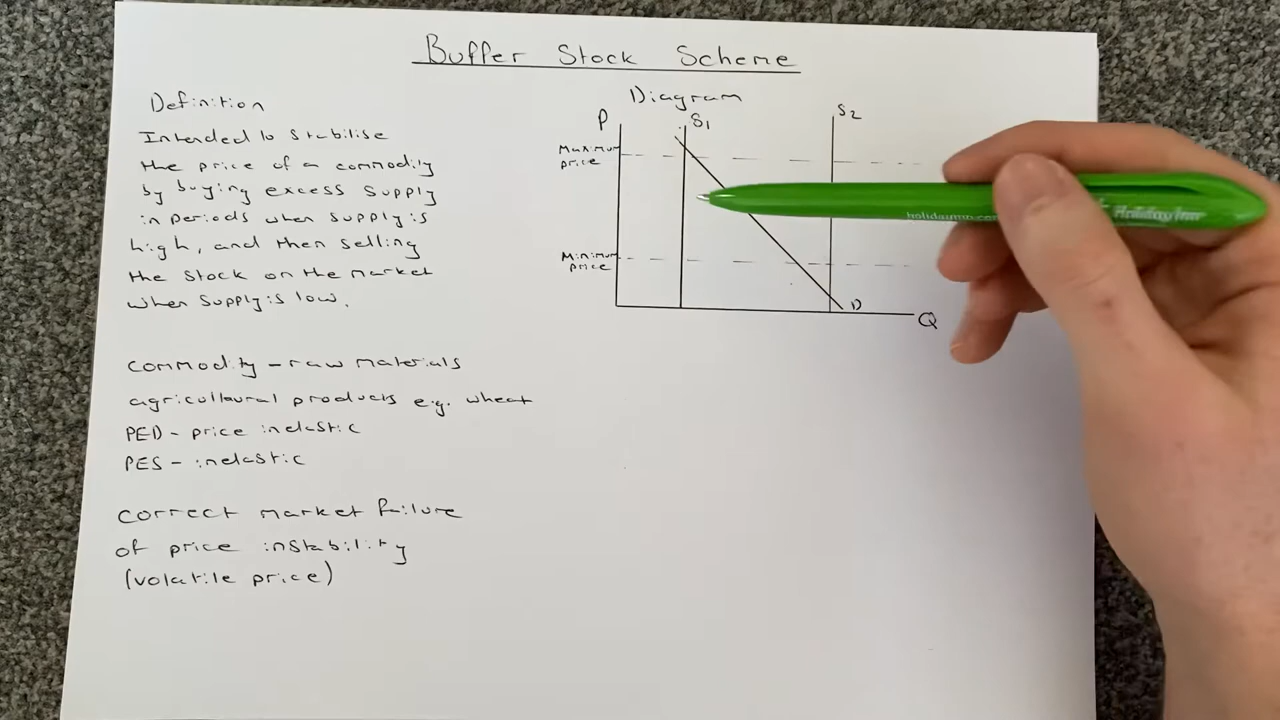 Buffer Stock Scheme
Definition
Intended to stabilise
the price of a commodity
by buying excess supply
in periods when supply is
high, and then selling
the stock on the market
when supply is low.
commodity - raw materials
agricultural products e.g. wheat
PED - price inelastic
PES - inelastic
correct market failure
of price instability
(volatile price)
Diagram
P
S1
S2
Maximum
price
Minimum
price
D
Q
Holiday Inn